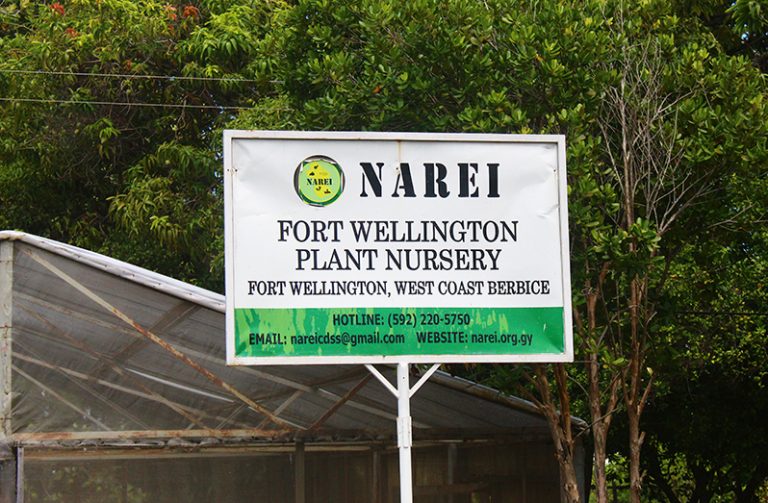 NAREI NAREI
FORT WELLINGTON
PLANT NURSERY
FORT WELLINGTON, WEST COAST BERBICE
HOTLINE: (592) 220-5750
EMAIL: nareicdss@gmail.com WEBSITE: narei.org.gy